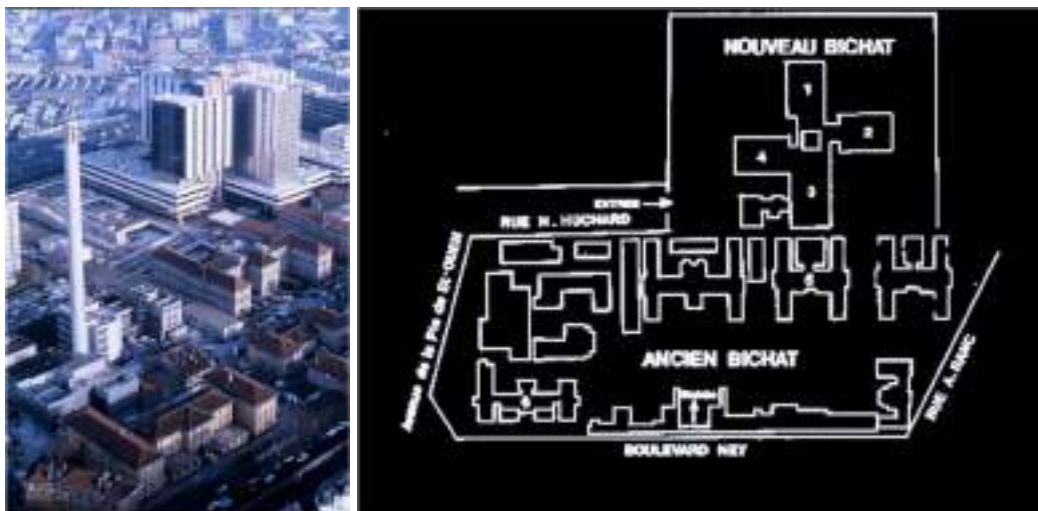 NOUVEAU BICHAT
1
2
4
3
ENTREE
RUE H. HUCHARD
Avenue de la Pte de St-OUEN
ANCIEN BICHAT
RUE A. RANC
BOULEVARD NEY